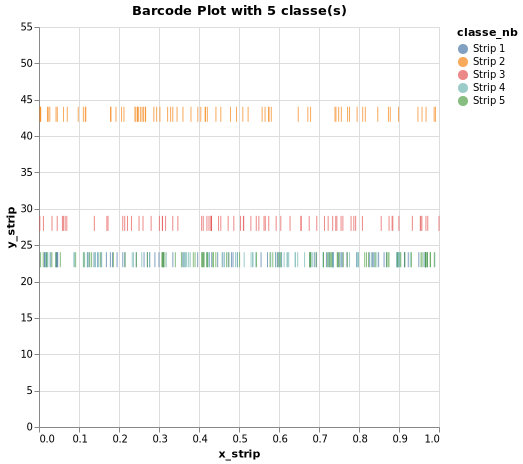 Barcode Plot with 5 classe(s)
classe_nb
Strip 1
Strip 2
Strip 3
Strip 4
Strip 5
y_strip
55
50
45
40
35
30
25
20
15
10
5
0
0.0 0.1 0.2 0.3 0.4 0.5 0.6 0.7 0.8 0.9 1.0
x_strip